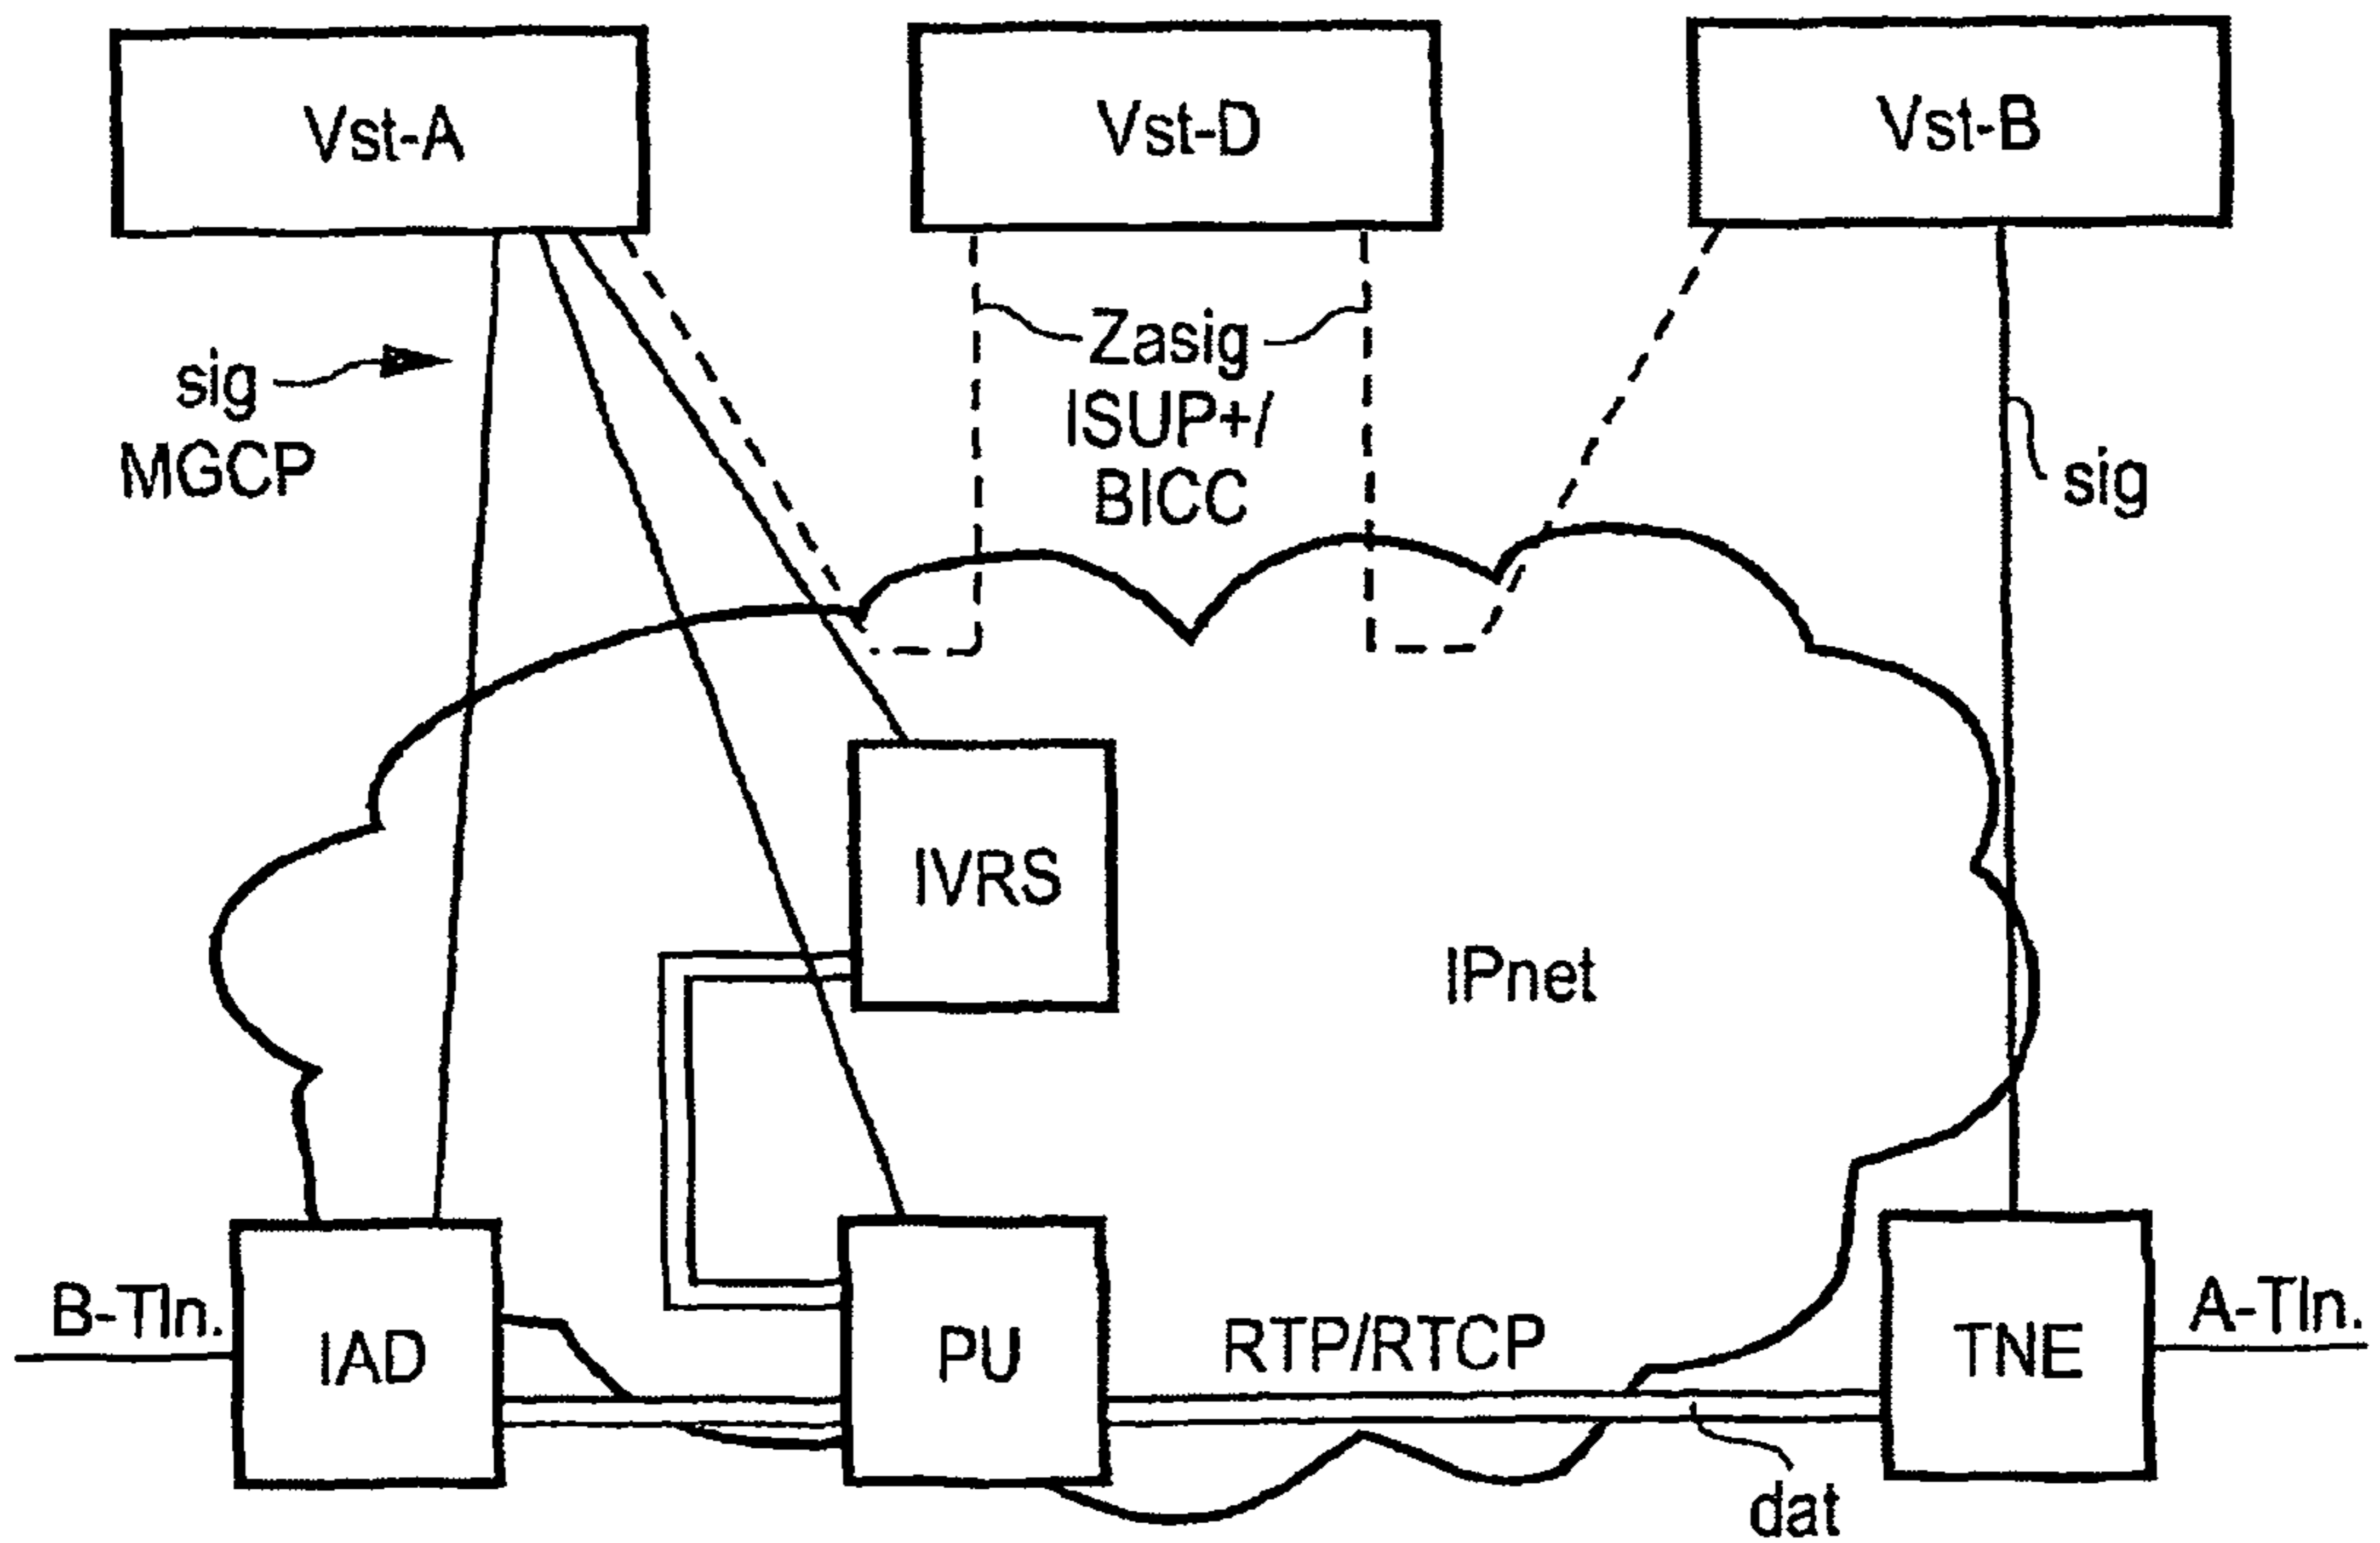 Vst-A
Vst-D
Vst-B
sig
MGCP
Zasig
ISUP+/
BICC
sig
IVRS
IPnet
B-Tln.
IAD
PU
RTP/RTCP
TNE
A-Tln.
dat